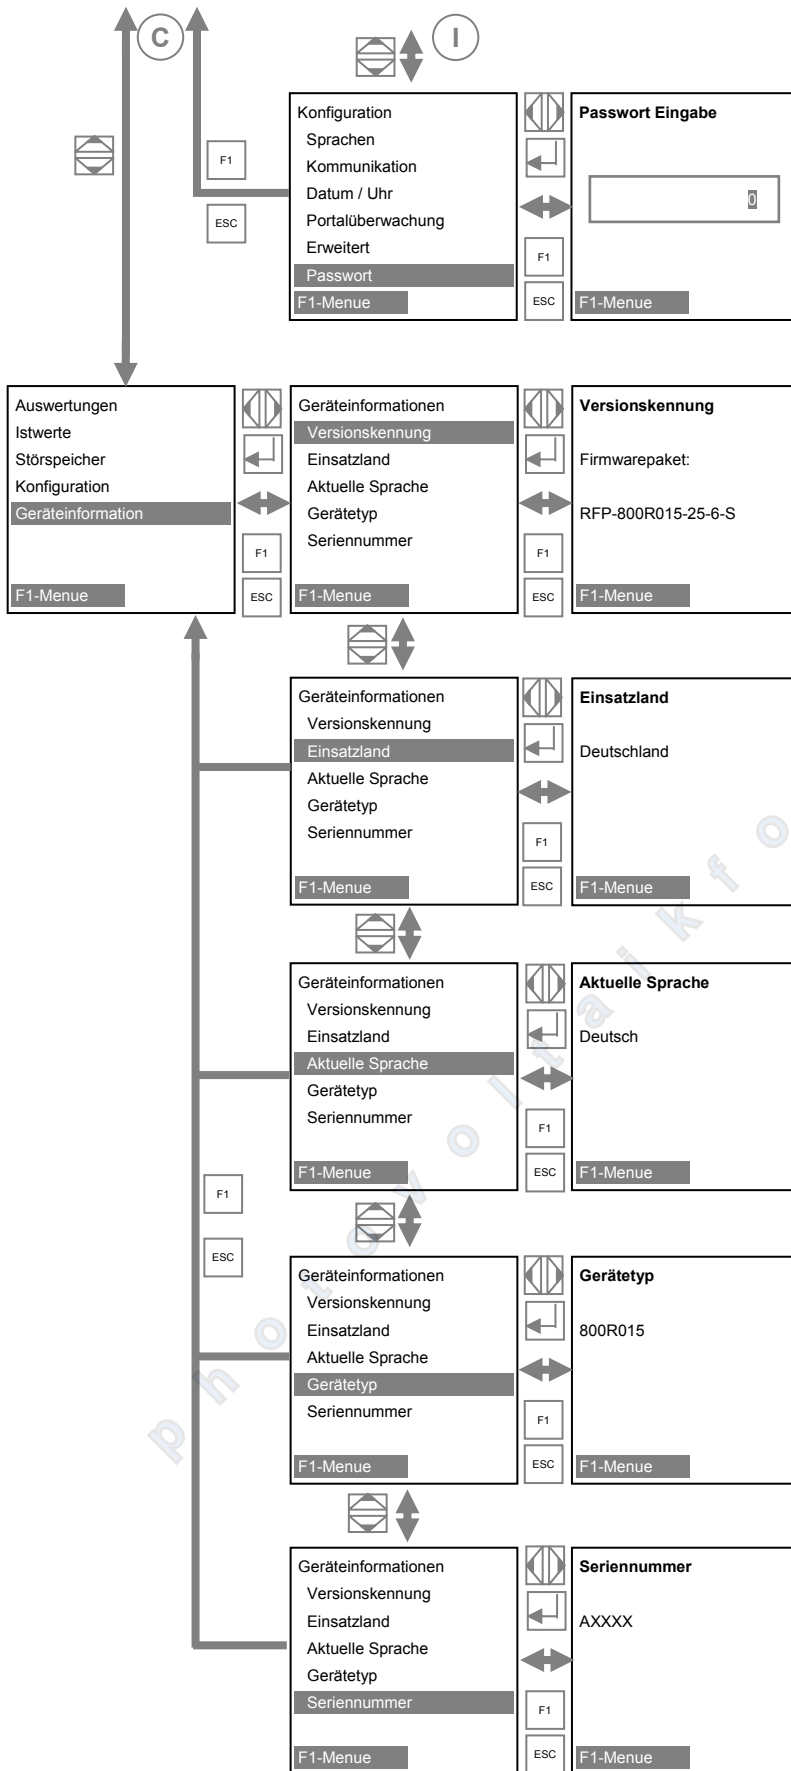 C
I
F1
ESC
Konfiguration
Sprachen
Kommunikation
Datum / Uhr
Portalüberwachung
Erweitert
Passwort
F1-Menue
F1
ESC
Passwort Eingabe
0
F1-Menue
Auswertungen
Istwerte
Störspeicher
Konfiguration
Geräteinformation
F1-Menue
F1
ESC
Geräteinformationen
Versionskennung
Einsatzland
Aktuelle Sprache
Gerätetyp
Seriennummer
F1-Menue
F1
ESC
Versionskennung
Firmwarepaket:
RFP-800R015-25-6-S
F1-Menue
Geräteinformationen
Versionskennung
Einsatzland
Aktuelle Sprache
Gerätetyp
Seriennummer
F1-Menue
F1
ESC
Einsatzland
Deutschland
F1-Menue
Geräteinformationen
Versionskennung
Einsatzland
Aktuelle Sprache
Gerätetyp
Seriennummer
F1-Menue
F1
ESC
Aktuelle Sprache
Deutsch
F1-Menue
F1
ESC
Geräteinformationen
Versionskennung
Einsatzland
Aktuelle Sprache
Gerätetyp
Seriennummer
F1-Menue
F1
ESC
Gerätetyp
800R015
F1-Menue
Geräteinformationen
Versionskennung
Einsatzland
Aktuelle Sprache
Gerätetyp
Seriennummer
F1-Menue
F1
ESC
Seriennummer
AXXXX
F1-Menue
photovoltaikfo